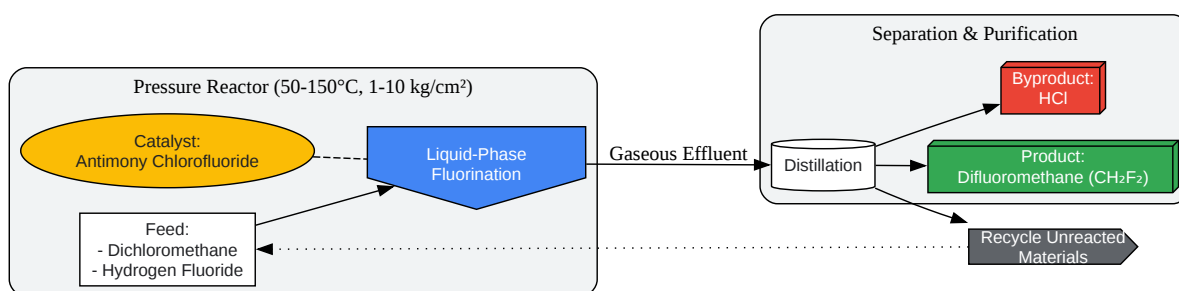 Separation & Purification
Pressure Reactor (50-150°C, 1-10 kg/cm²)
Byproduct:
HCl
Catalyst:
Antimony Chlorofluoride
Liquid-Phase
Fluorination
Gaseous Effluent
Distillation
Product:
Difluoromethane (CH₂F₂)
Feed:
- Dichloromethane
- Hydrogen Fluoride
Recycle Unreacted
Materials